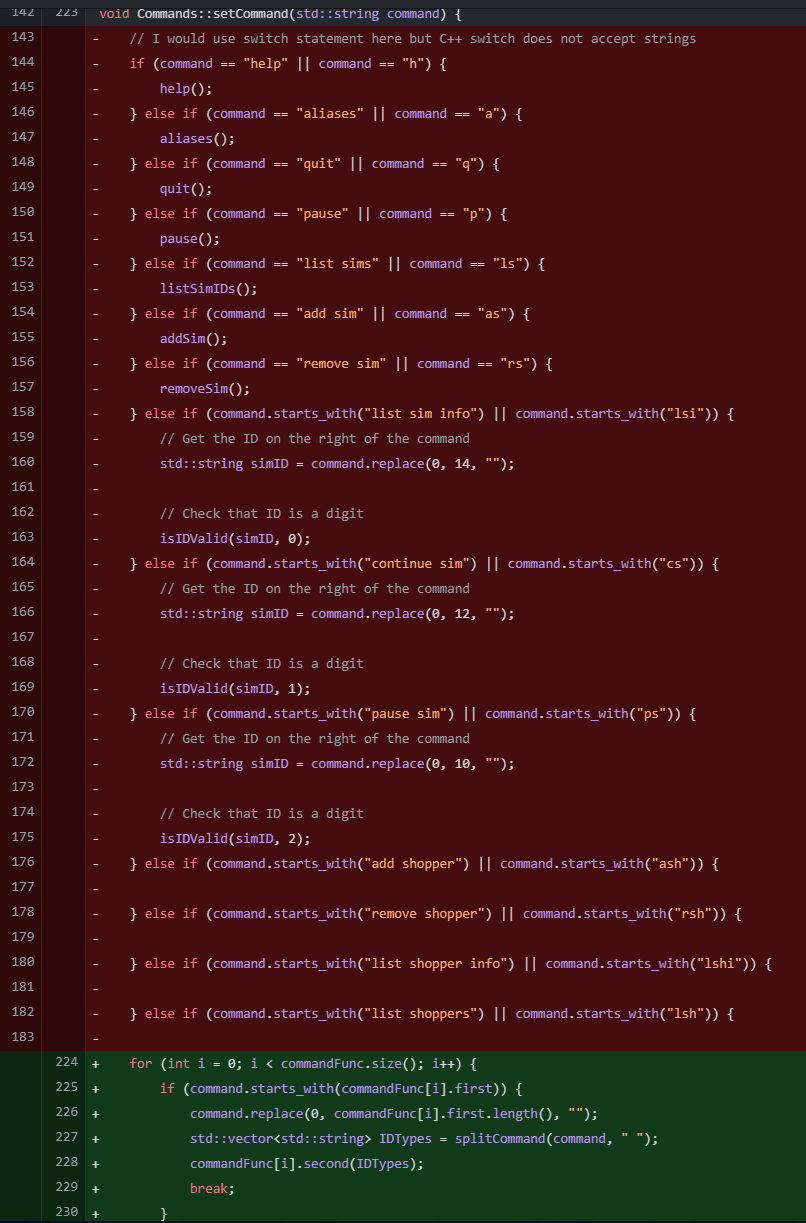 142 223 void Commands::setCommand(std::string command) {
143 - // I would use switch statement here but C++ switch does not accept strings
144 - if (command == "help" || command == "h") {
145 - help();
146 - } else if (command == "aliases" || command == "a") {
147 - aliases();
148 - } else if (command == "quit" || command == "q") {
149 - quit();
150 - } else if (command == "pause" || command == "p") {
151 - pause();
152 - } else if (command == "list sims" || command == "ls") {
153 - listSimIDs();
154 - } else if (command == "add sim" || command == "as") {
155 - addSim();
156 - } else if (command == "remove sim" || command == "rs") {
157 - removeSim();
158 - } else if (command.starts_with("list sim info") || command.starts_with("lsi")) {
159 - // Get the ID on the right of the command
160 - std::string simID = command.replace(0, 14, "");
161 -
162 - // Check that ID is a digit
163 - isIDValid(simID, 0);
164 - } else if (command.starts_with("continue sim") || command.starts_with("cs")) {
165 - // Get the ID on the right of the command
166 - std::string simID = command.replace(0, 12, "");
167 -
168 - // Check that ID is a digit
169 - isIDValid(simID, 1);
170 - } else if (command.starts_with("pause sim") || command.starts_with("ps")) {
171 - // Get the ID on the right of the command
172 - std::string simID = command.replace(0, 10, "");
173 -
174 - // Check that ID is a digit
175 - isIDValid(simID, 2);
176 - } else if (command.starts_with("add shopper") || command.starts_with("ash")) {
177 -
178 - } else if (command.starts_with("remove shopper") || command.starts_with("rsh")) {
179 -
180 - } else if (command.starts_with("list shopper info") || command.starts_with("lshi")) {
181 -
182 - } else if (command.starts_with("list shoppers") || command.starts_with("lsh")) {
183 -
224 + for (int i = 0; i < commandFunc.size(); i++) {
225 + if (command.starts_with(commandFunc[i].first)) {
226 + command.replace(0, commandFunc[i].first.length(), "");
227 + std::vector<std::string> IDTypes = splitCommand(command, " ");
228 + commandFunc[i].second(IDTypes);
229 + break;
230 + }